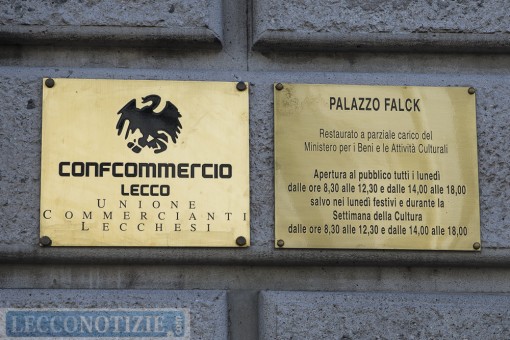 CONFCOMMERCIO
LECCO
UNIONE
COMMERCIANTI
LECCHESI
PALAZZO FALCK
Restaurato a parziale carico del
Ministero per i Beni e le Attività Culturali
Apertura al pubblico tutti i lunedì
dalle ore 8,30 alle 12,30 e dalle 14,00 alle 18,00
salvo nei lunedì festivi e durante la
Settimana della Cultura
dalle ore 8,30 alle 12,30 e dalle 14,00 alle 18,00
LECCONOTIZIE.com